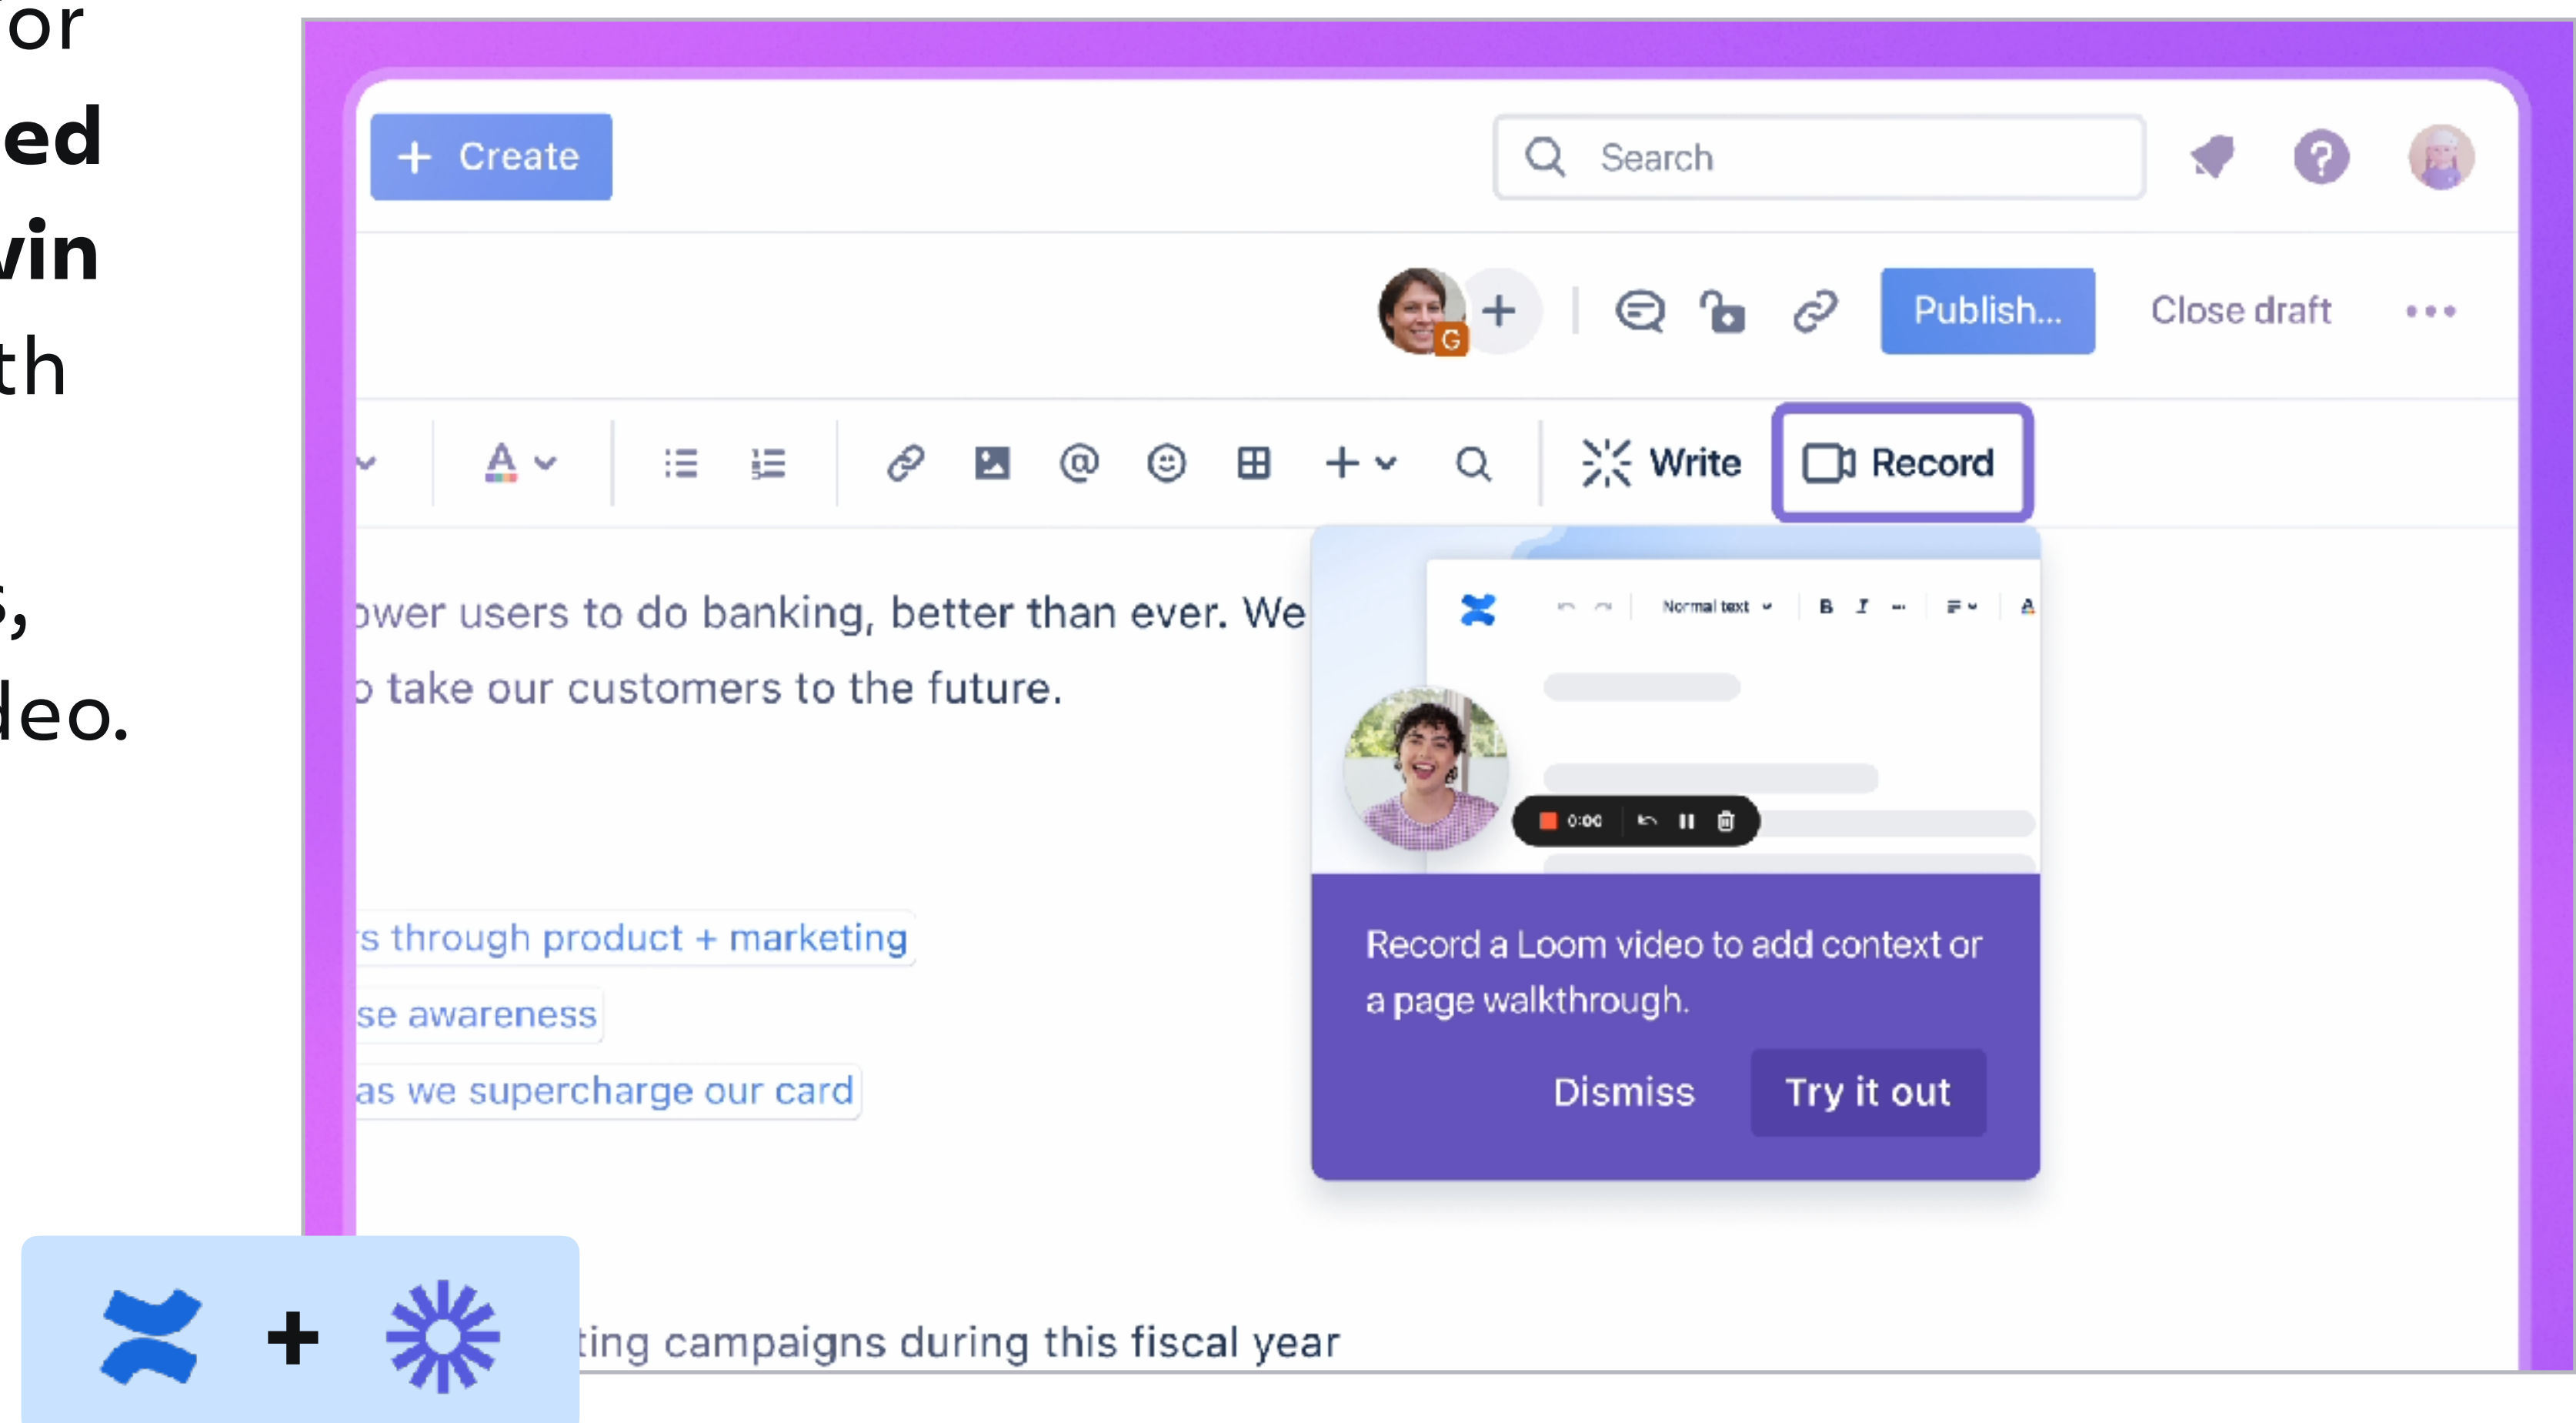 or
ed
vin
th
s,
deo.
+ Create
Search
?
G
+
Publish...
Close draft
A
@
+
Write
Record
ower users to do banking, better than ever. We
o take our customers to the future.
Normal text
B I ... A
0:00
Record a Loom video to add context or
a page walkthrough.
Dismiss
Try it out
rs through product + marketing
se awareness
as we supercharge our card
ting campaigns during this fiscal year
+